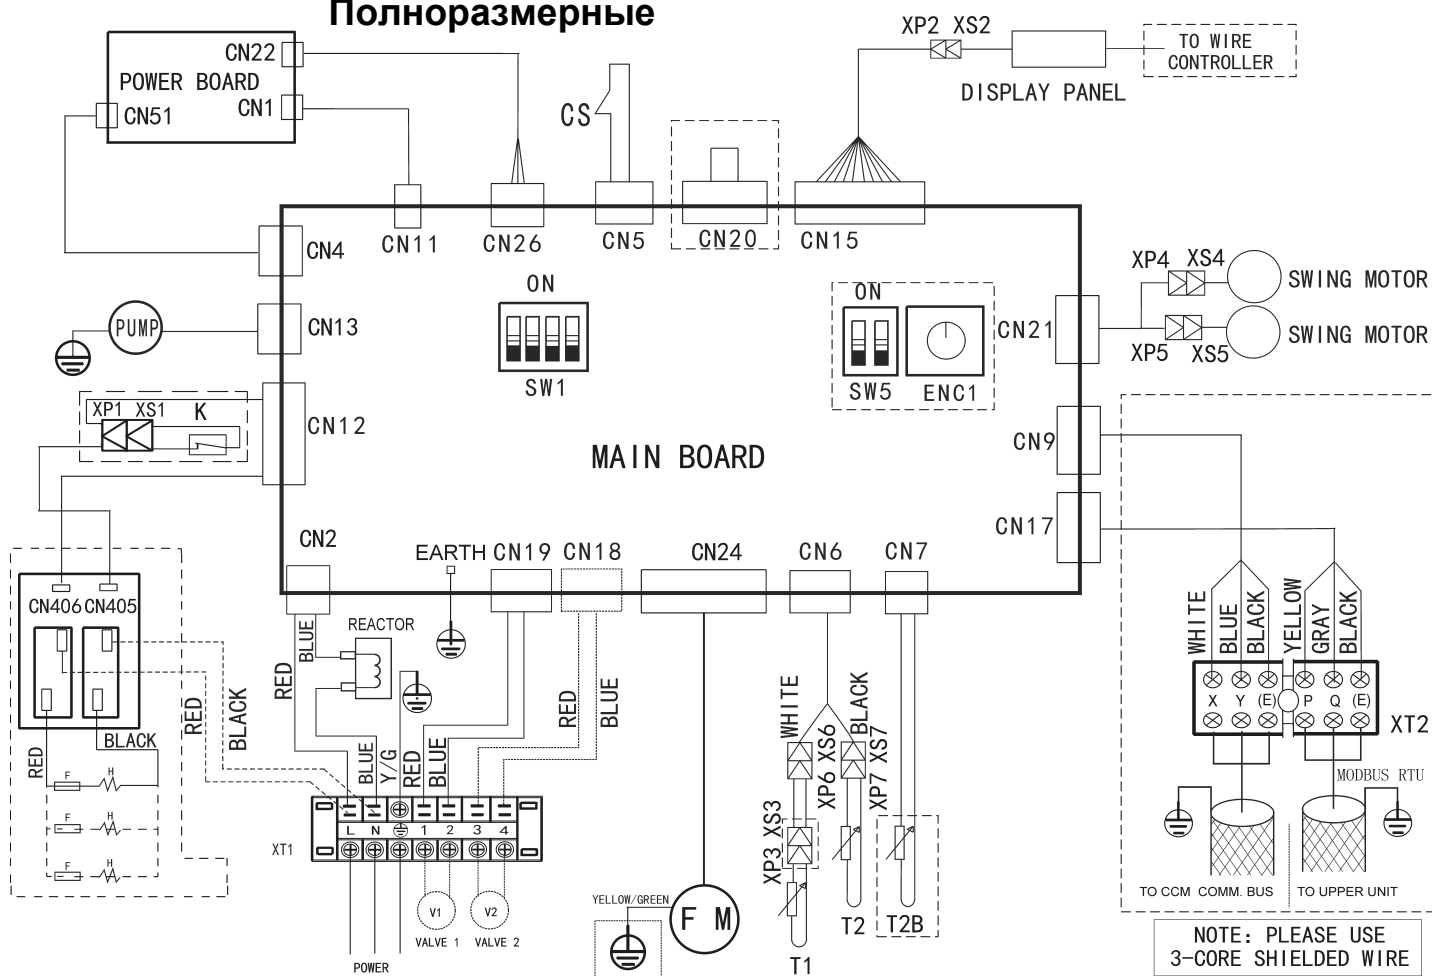 Полноразмерные
XP2 XS2
TO WIRE
CONTROLLER
DISPLAY PANEL
CN22
POWER BOARD
CN1
CN51
CS
CN4
CN11
CN26
CN5
CN20
CN15
ON
SW1
ON
SW5
ENC1
CN21
XP4 XS4
SWING MOTOR
XP5 XS5
SWING MOTOR
PUMP
CN13
XP1 XS1 K
CN12
MAIN BOARD
CN9
CN17
CN2
EARTH
CN19
CN18
CN24
CN6
CN7
CN406
CN405
RED
BLACK
RED
BLACK
RED
BLUE
REACTOR
BLUE
Y/G
RED
BLUE
RED
BLUE
F H
F H
F H
XT1
L N 1 2 3 4
V1
V2
VALVE 1
VALVE 2
POWER
YELLOW/GREEN
F M
WHITE
BLACK
XP6 XS6
XP7 XS7
XP3 XS3
T1
T2
T2B
WHITE
BLUE
BLACK
YELLOW
GRAY
BLACK
X Y (E) P Q (E)
XT2
MODBUS RTU
TO CCM COMM. BUS
TO UPPER UNIT
NOTE: PLEASE USE
3-CORE SHIELDED WIRE